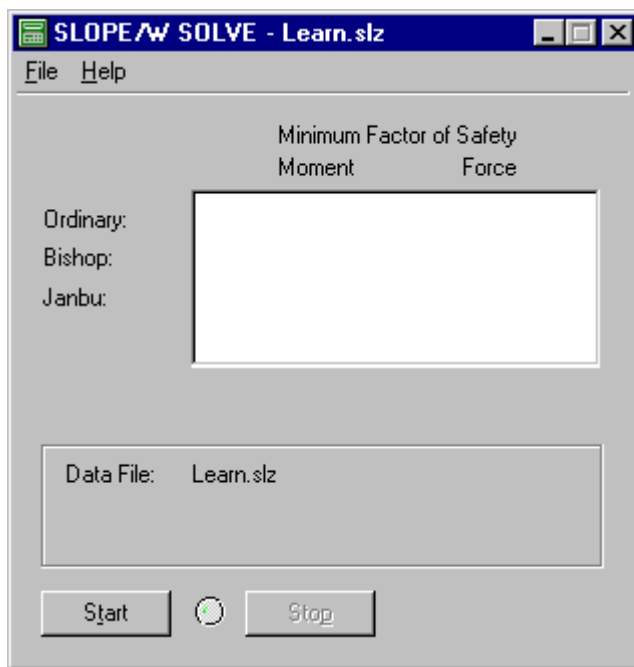 SLOPE/W SOLVE - Learn.slz
File Help
Minimum Factor of Safety
Moment Force
Ordinary:
Bishop:
Janbu:
Data File: Learn.slz
Start Stop